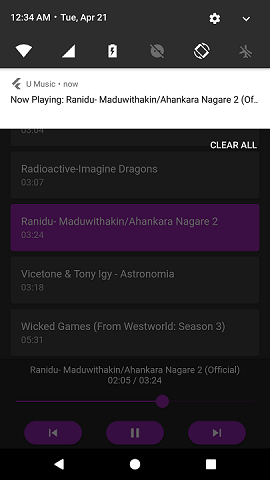 12:34 AM • Tue, Apr 21
U Music • now
Now Playing: Ranidu- Maduwithakin/Ahankara Nagare 2 (Of..
03:04
CLEAR ALL
Radioactive-Imagine Dragons
03:07
Ranidu- Maduwithakin/Ahankara Nagare 2
03:24
Vicetone & Tony Igy - Astronomia
03:18
Wicked Games (From Westworld: Season 3)
05:31
Ranidu- Maduwithakin/Ahankara Nagare 2 (Official)
02:05 / 03:24